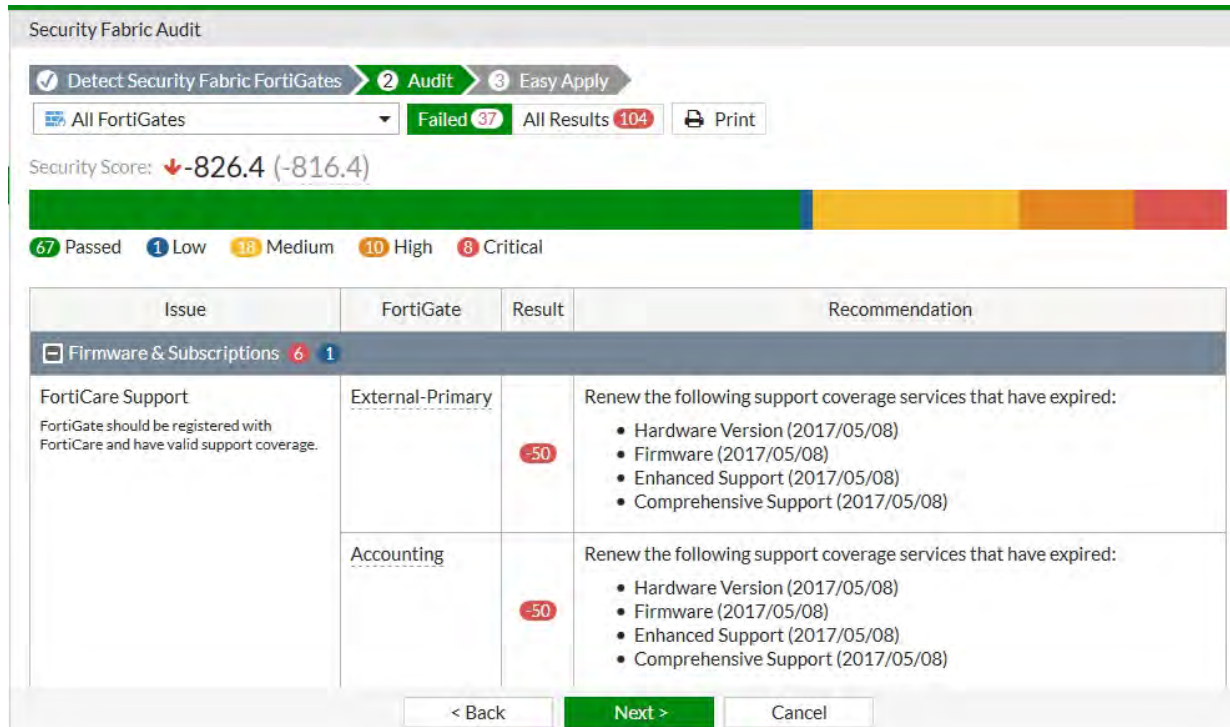 Security Fabric Audit
Detect Security Fabric FortiGates 2 Audit 3 Easy Apply
All FortiGates Failed 37 All Results 104 Print
Security Score: -826.4 (-816.4)
67 Passed 1 Low 18 Medium 10 High 8 Critical
Issue FortiGate Result Recommendation
Firmware & Subscriptions 6 1
FortiCare Support
FortiGate should be registered with
FortiCare and have valid support coverage.
External-Primary
-50
Renew the following support coverage services that have expired:
• Hardware Version (2017/05/08)
• Firmware (2017/05/08)
• Enhanced Support (2017/05/08)
• Comprehensive Support (2017/05/08)
Accounting
-50
Renew the following support coverage services that have expired:
• Hardware Version (2017/05/08)
• Firmware (2017/05/08)
• Enhanced Support (2017/05/08)
• Comprehensive Support (2017/05/08)
< Back Next > Cancel